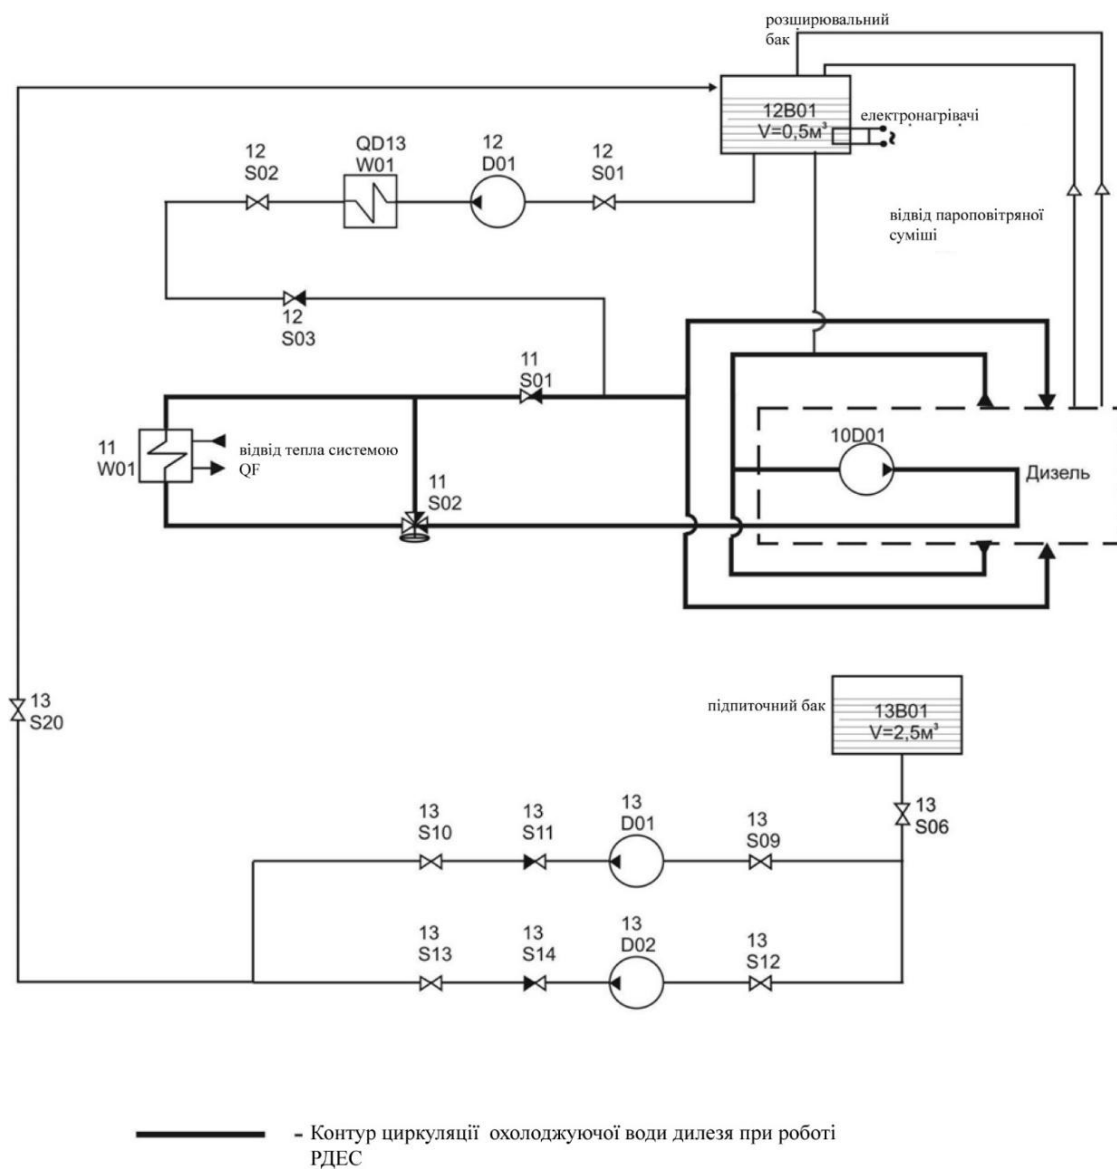 розширювальний
бак
12B01
V=0,5м³
електронагрівачі
12
S02
QD13
W01
12
D01
12
S01
відвід пароповітряної
суміші
12
S03
11
S01
11
W01
відвід тепла системою
QF
11
S02
10D01
Дизель
13
S20
підпиточний бак
13B01
V=2,5м³
13
S06
13
S10
13
S11
13
D01
13
S09
13
S13
13
S14
13
D02
13
S12
- Контур циркуляції охолоджуючої води дилезя при роботі
РДЕС